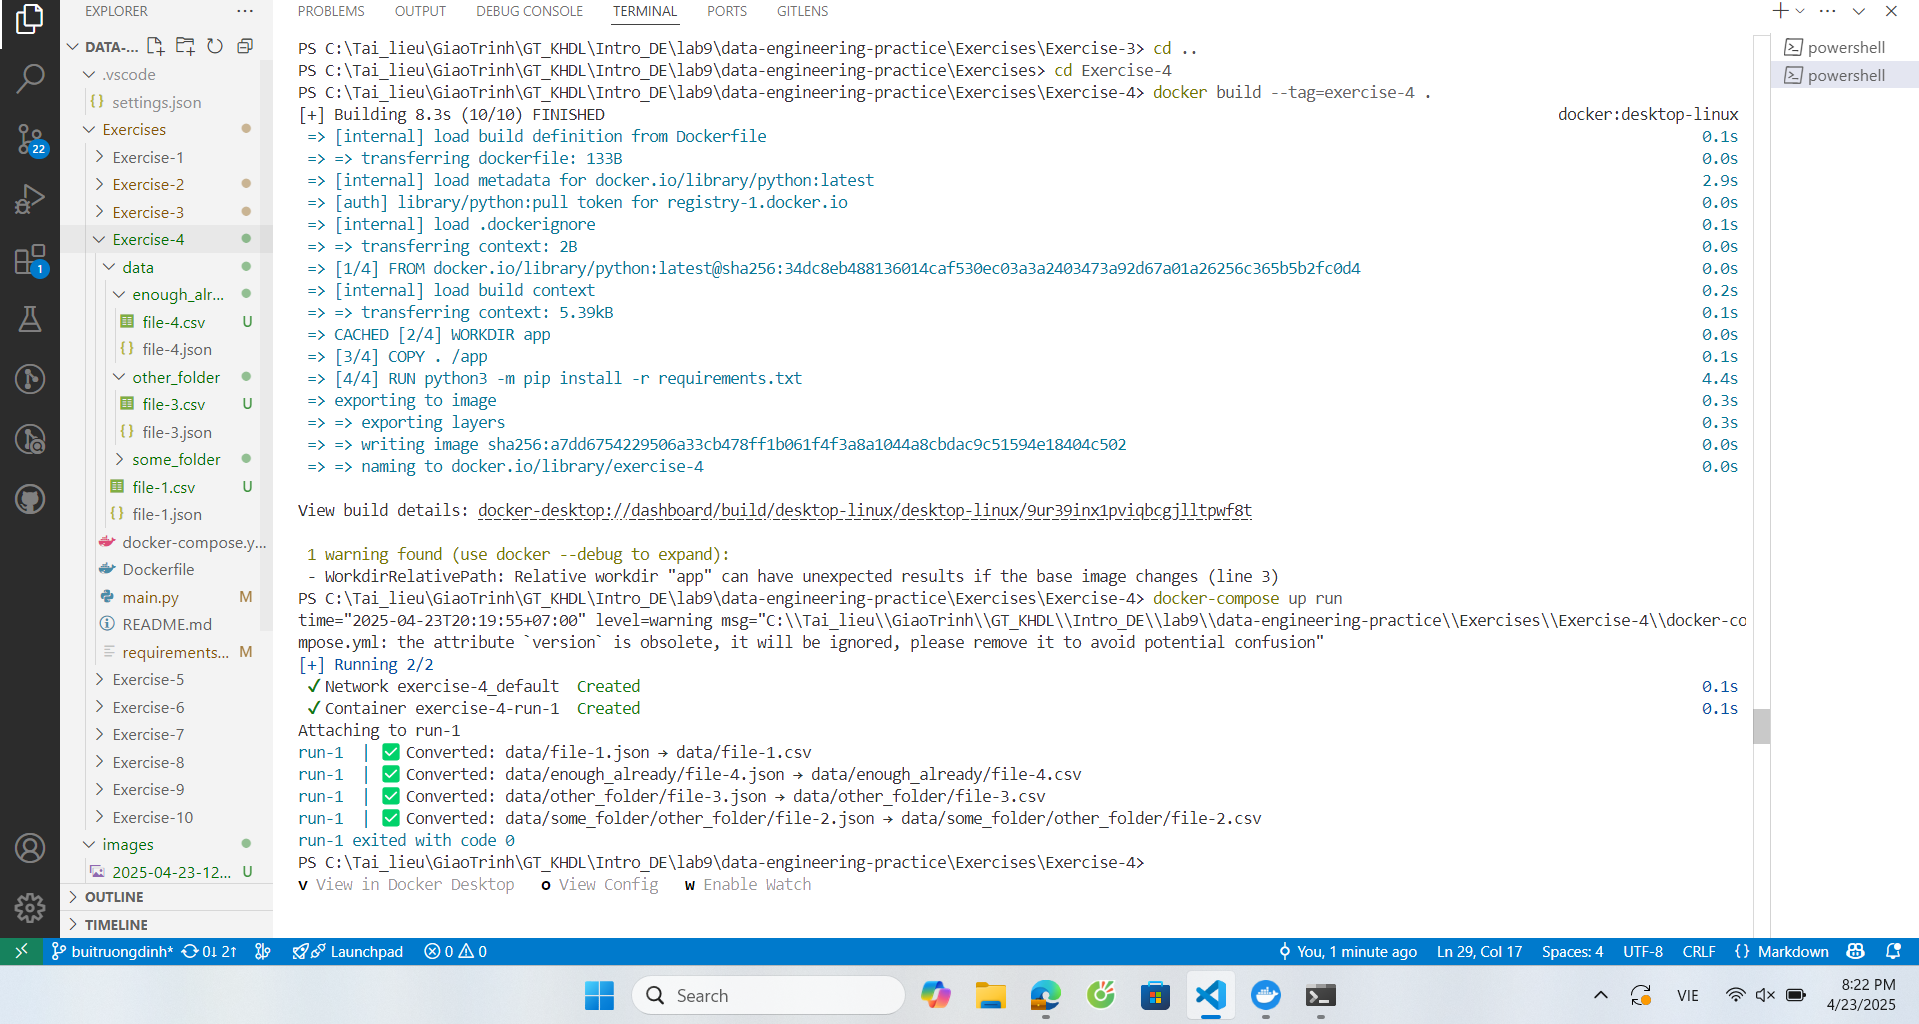 EXPLORER
DATA-...
.vscode
settings.json
Exercises
Exercise-1
Exercise-2
Exercise-3
Exercise-4
data
enough_alr...
file-4.csv U
file-4.json
other_folder
file-3.csv U
file-3.json
some_folder
file-1.csv U
file-1.json
docker-compose.y...
Dockerfile
main.py M
README.md
requirements... M
Exercise-5
Exercise-6
Exercise-7
Exercise-8
Exercise-9
Exercise-10
images
2025-04-23-12... U
OUTLINE
TIMELINE
22
1
PROBLEMS OUTPUT DEBUG CONSOLE TERMINAL PORTS GITLENS
powershell
powershell
PS C:\Tai_lieu\GiaoTrinh\GT_KHDL\Intro_DE\lab9\data-engineering-practice\Exercises\Exercise-3> cd ..
PS C:\Tai_lieu\GiaoTrinh\GT_KHDL\Intro_DE\lab9\data-engineering-practice\Exercises> cd Exercise-4
PS C:\Tai_lieu\GiaoTrinh\GT_KHDL\Intro_DE\lab9\data-engineering-practice\Exercises\Exercise-4> docker build --tag=exercise-4 .
[+] Building 8.3s (10/10) FINISHED docker:desktop-linux
=> [internal] load build definition from Dockerfile 0.1s
=> => transferring dockerfile: 133B 0.0s
=> [internal] load metadata for docker.io/library/python:latest 2.9s
=> [auth] library/python:pull token for registry-1.docker.io 0.0s
=> [internal] load .dockerignore 0.1s
=> => transferring context: 2B 0.0s
=> [1/4] FROM docker.io/library/python:latest@sha256:34dc8eb488136014caf530ec03a3a2403473a92d67a01a26256c365b5b2fc0d4 0.0s
=> [internal] load build context 0.2s
=> => transferring context: 5.39kB 0.1s
=> CACHED [2/4] WORKDIR app 0.0s
=> [3/4] COPY . /app 0.1s
=> [4/4] RUN python3 -m pip install -r requirements.txt 4.4s
=> exporting to image 0.3s
=> => exporting layers 0.3s
=> => writing image sha256:a7dd6754229506a33cb478ff1b061f4f3a8a1044a8cbdac9c51594e18404c502 0.0s
=> => naming to docker.io/library/exercise-4 0.0s
View build details: docker-desktop://dashboard/build/desktop-linux/desktop-linux/9ur39inx1pviqbcgjlltpwf8t
1 warning found (use docker --debug to expand):
- WorkdirRelativePath: Relative workdir "app" can have unexpected results if the base image changes (line 3)
PS C:\Tai_lieu\GiaoTrinh\GT_KHDL\Intro_DE\lab9\data-engineering-practice\Exercises\Exercise-4> docker-compose up run
time="2025-04-23T20:19:55+07:00" level=warning msg="C:\\Tai_lieu\\GiaoTrinh\\GT_KHDL\\Intro_DE\\lab9\\data-engineering-practice\\Exercises\\Exercise-4\\docker-co
mpose.yml: the attribute `version` is obsolete, it will be ignored, please remove it to avoid potential confusion"
[+] Running 2/2
✓Network exercise-4_default Created 0.1s
✓Container exercise-4-run-1 Created 0.1s
Attaching to run-1
run-1 | ✅ Converted: data/file-1.json → data/file-1.csv
run-1 | ✅ Converted: data/enough_already/file-4.json → data/enough_already/file-4.csv
run-1 | ✅ Converted: data/other_folder/file-3.json → data/other_folder/file-3.csv
run-1 | ✅ Converted: data/some_folder/other_folder/file-2.json → data/some_folder/other_folder/file-2.csv
run-1 exited with code 0
PS C:\Tai_lieu\GiaoTrinh\GT_KHDL\Intro_DE\lab9\data-engineering-practice\Exercises\Exercise-4>
v View in Docker Desktop o View Config w Enable Watch
buitruongdinh* 0↓ 2↑ Launchpad 0 0 You, 1 minute ago Ln 29, Col 17 Spaces: 4 UTF-8 CRLF {} Markdown
Search VIE 8:22 PM
4/23/2025